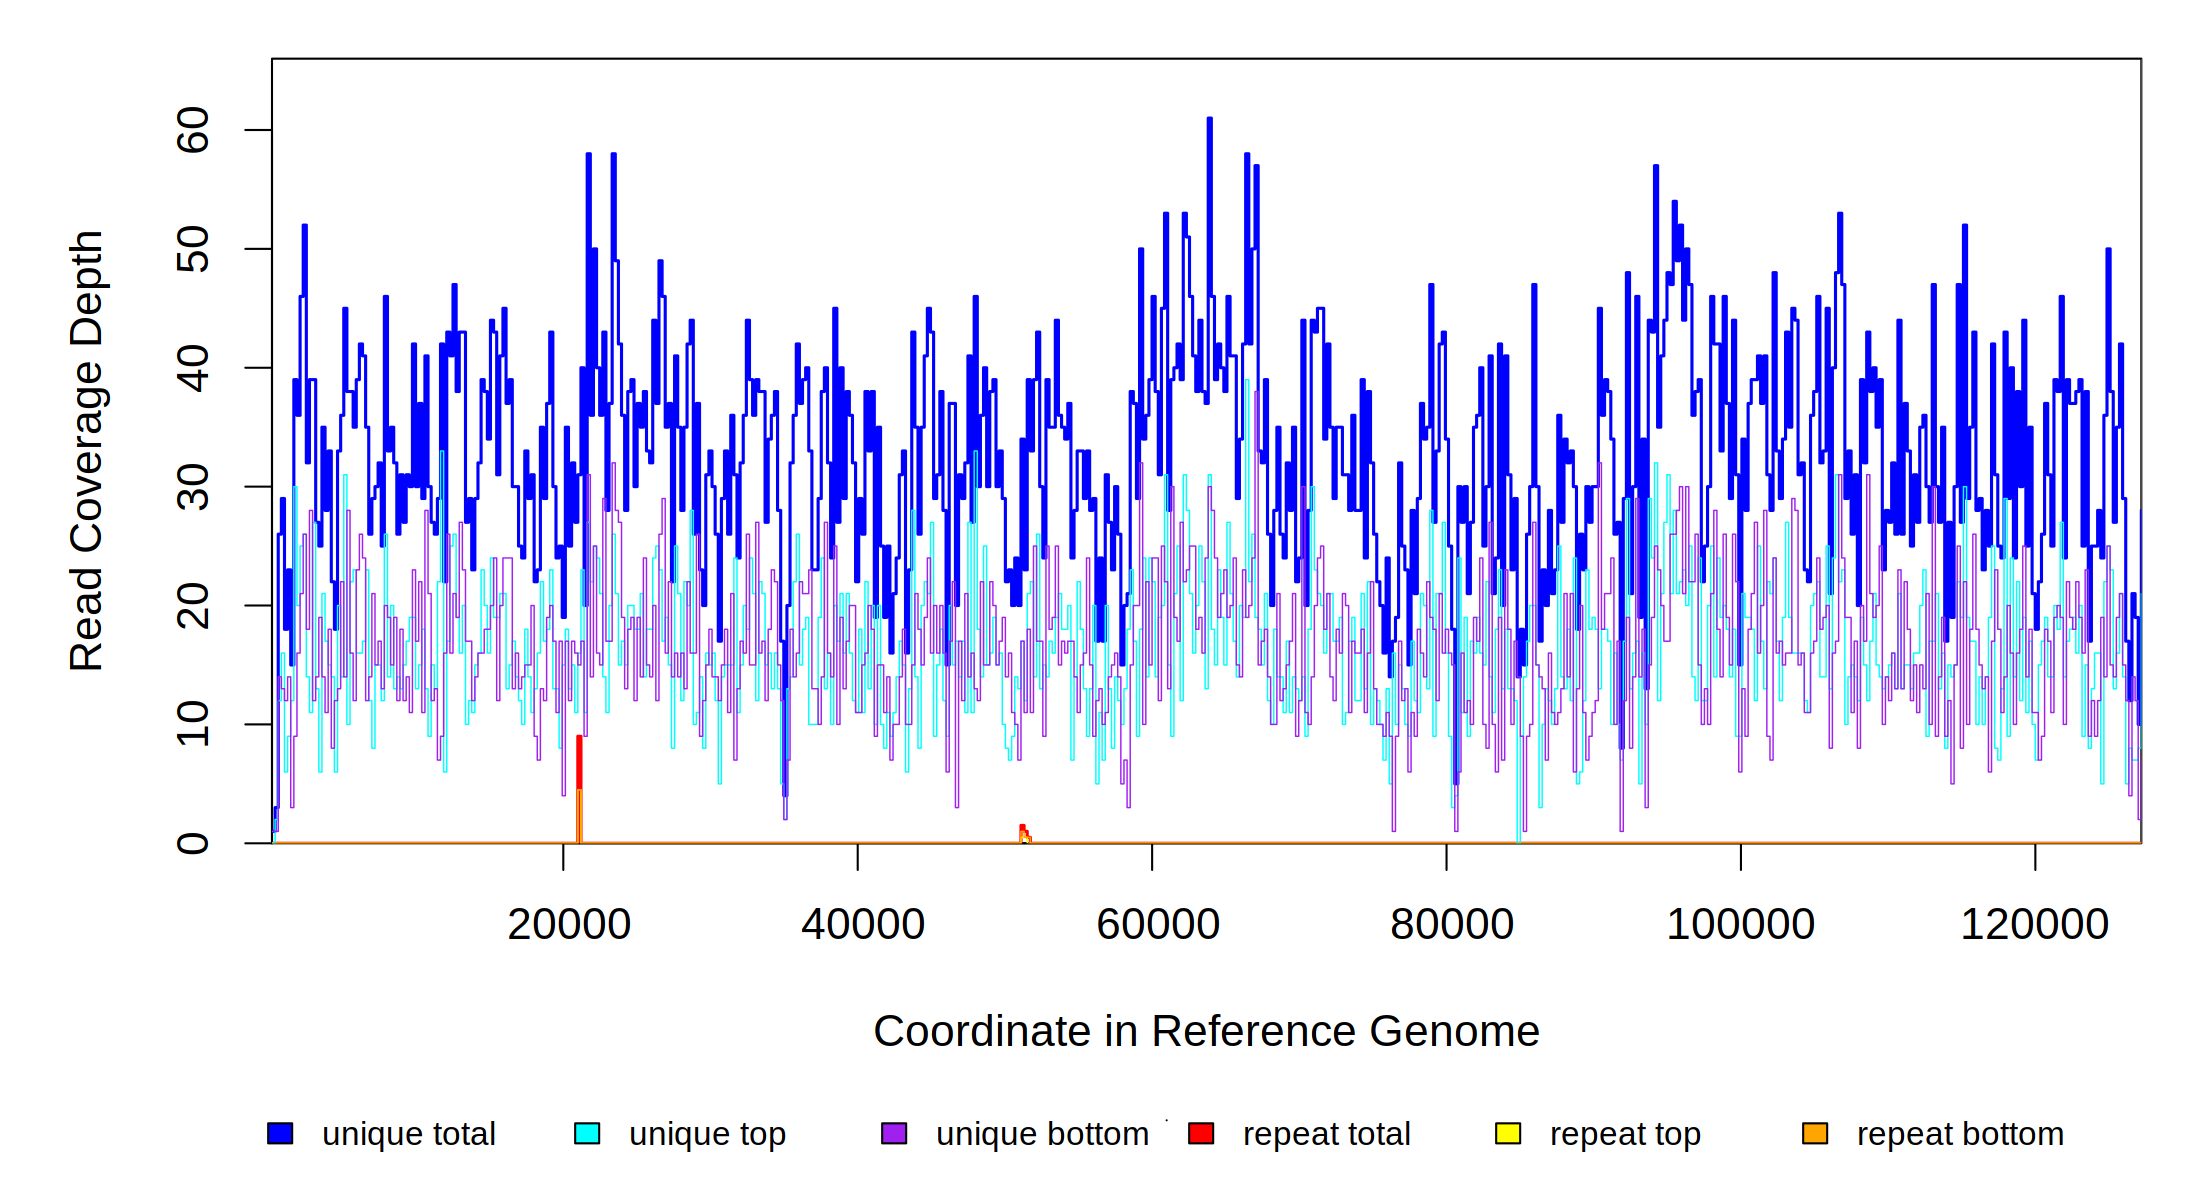 60
50
40
30
20
10
0
Read Coverage Depth
20000 40000 60000 80000 100000 120000
Coordinate in Reference Genome
unique total unique top unique bottom repeat total repeat top repeat bottom